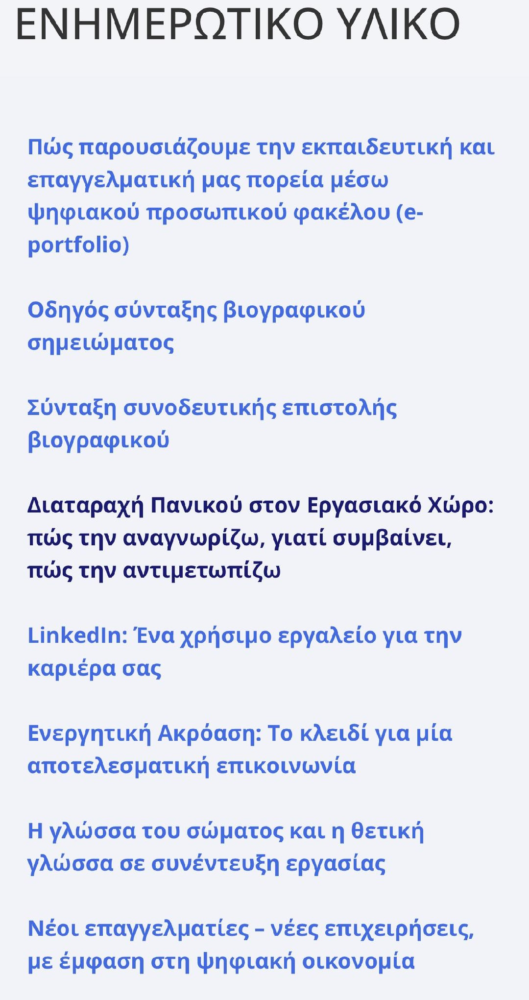 ΕΝΗΜΕΡΩΤΙΚΟ ΥΛΙΚΟ
Πώς παρουσιάζουμε την εκπαιδευτική και
επαγγελματική μας πορεία μέσω
ψηφιακού προσωπικού φακέλου (e-
portfolio)
Οδηγός σύνταξης βιογραφικού
σημειώματος
Σύνταξη συνοδευτικής επιστολής
βιογραφικού
Διαταραχή Πανικού στον Εργασιακό Χώρο:
πώς την αναγνωρίζω, γιατί συμβαίνει,
πώς την αντιμετωπίζω
LinkedIn: Ένα χρήσιμο εργαλείο για την
καριέρα σας
Ενεργητική Ακρόαση: Το κλειδί για μία
αποτελεσματική επικοινωνία
Η γλώσσα του σώματος και η θετική
γλώσσα σε συνέντευξη εργασίας
Νέοι επαγγελματίες – νέες επιχειρήσεις,
με έμφαση στη ψηφιακή οικονομία